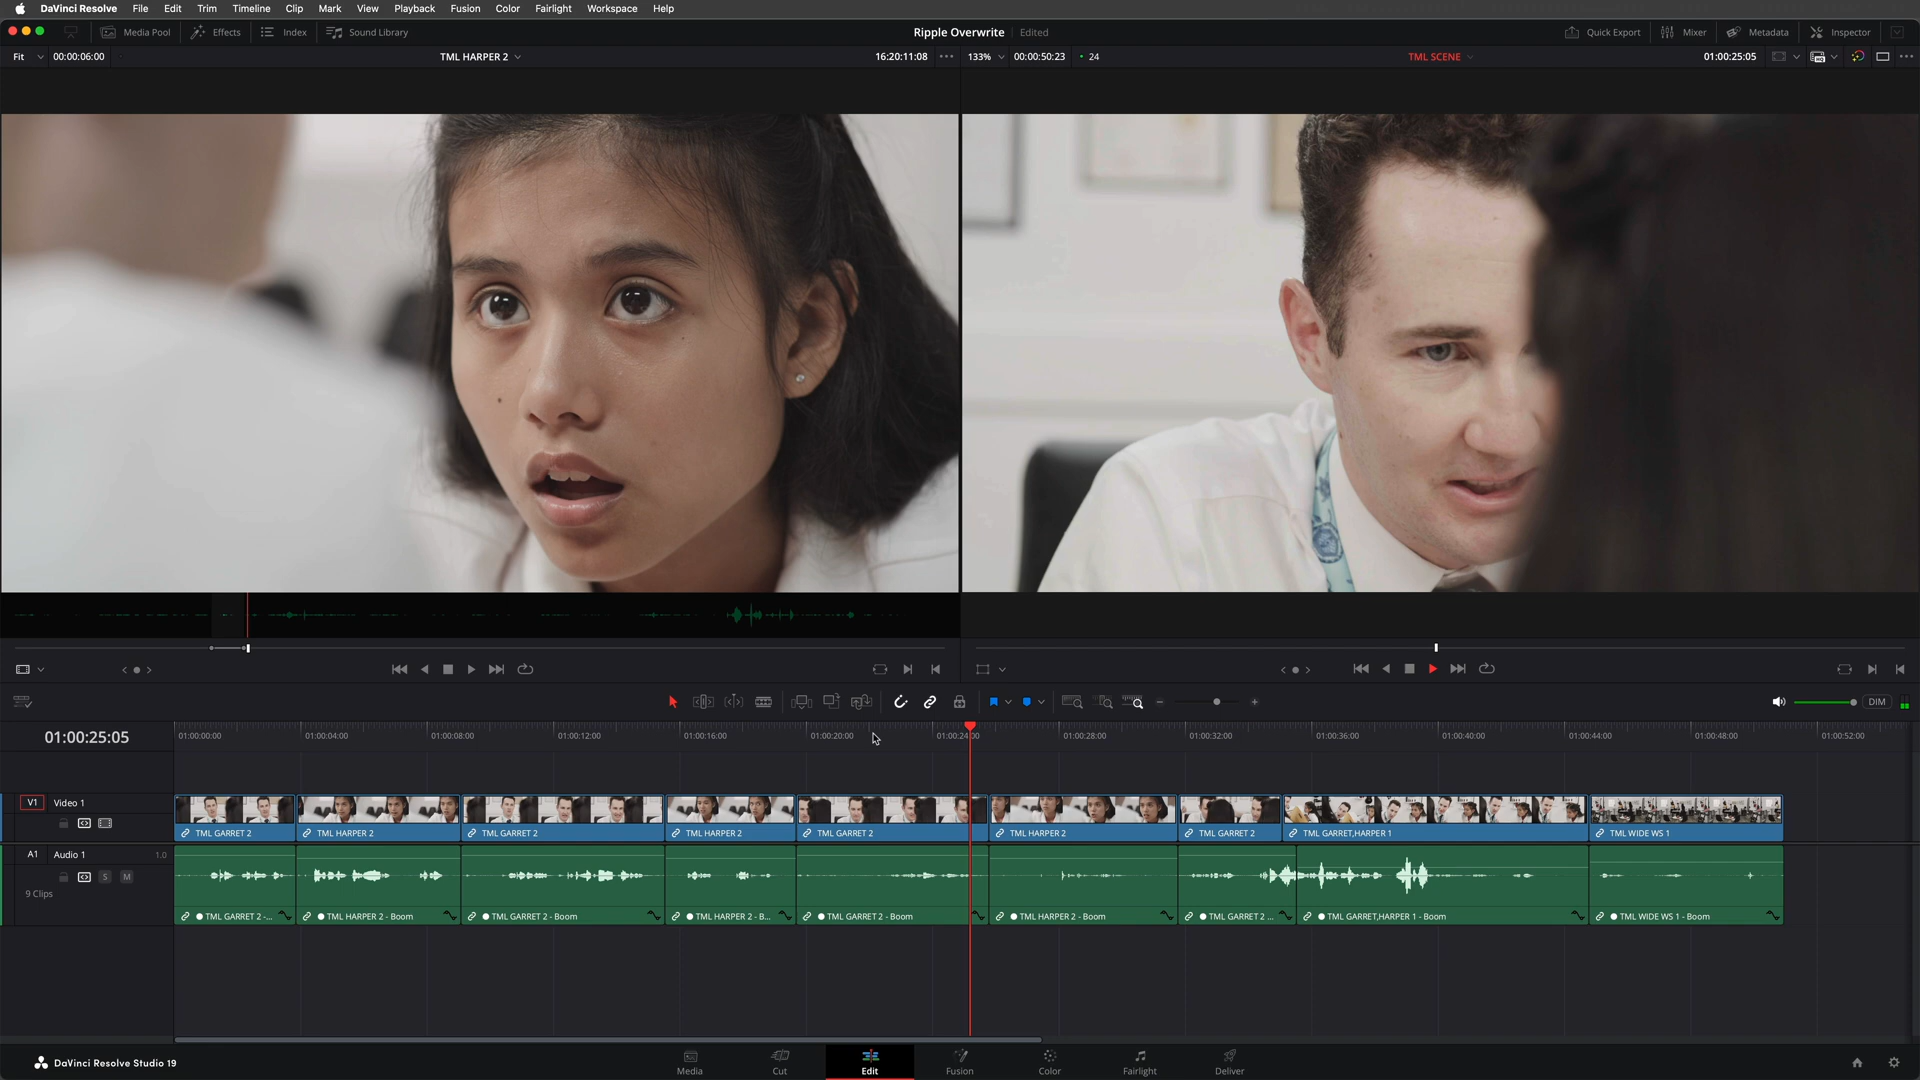 DaVinci Resolve File Edit Trim Timeline Clip Mark View Playback Fusion Color Fairlight Workspace Help
Media Pool Effects Index Sound Library Ripple Overwrite Edited Quick Export Mixer Metadata Inspector
Fit 00:00:06:00 TML HARPER 2 16:20:11:08 133% 00:00:50:23 24 TML SCENE 01:00:25:05
DIM
01:00:25:05 01:00:00:00 01:00:04:00 01:00:08:00 01:00:12:00 01:00:16:00 01:00:20:00 01:00:24:00 01:00:28:00 01:00:32:00 01:00:36:00 01:00:40:00 01:00:44:00 01:00:48:00 01:00:52:00
V1 Video 1
TML GARRET 2 TML HARPER 2 TML GARRET 2 TML HARPER 2 TML GARRET 2 TML HARPER 2 TML GARRET 2 TML GARRET,HARPER 1 TML WIDE WS 1
A1 Audio 1 1.0
S M
9 Clips
TML GARRET 2 -... TML HARPER 2 - Boom TML GARRET 2 - Boom TML HARPER 2 - B... TML GARRET 2 - Boom TML HARPER 2 - Boom TML GARRET 2 ... TML GARRET,HARPER 1 - Boom TML WIDE WS 1 - Boom
DaVinci Resolve Studio 19 Media Cut Edit Fusion Color Fairlight Deliver